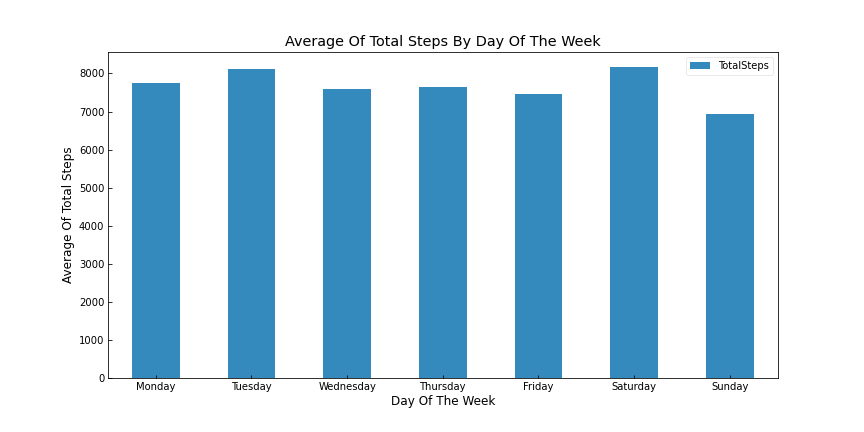 Average Of Total Steps By Day Of The Week
TotalSteps
8000
7000
6000
5000
4000
3000
2000
1000
0
Average Of Total Steps
Monday Tuesday Wednesday Thursday Friday Saturday Sunday
Day Of The Week